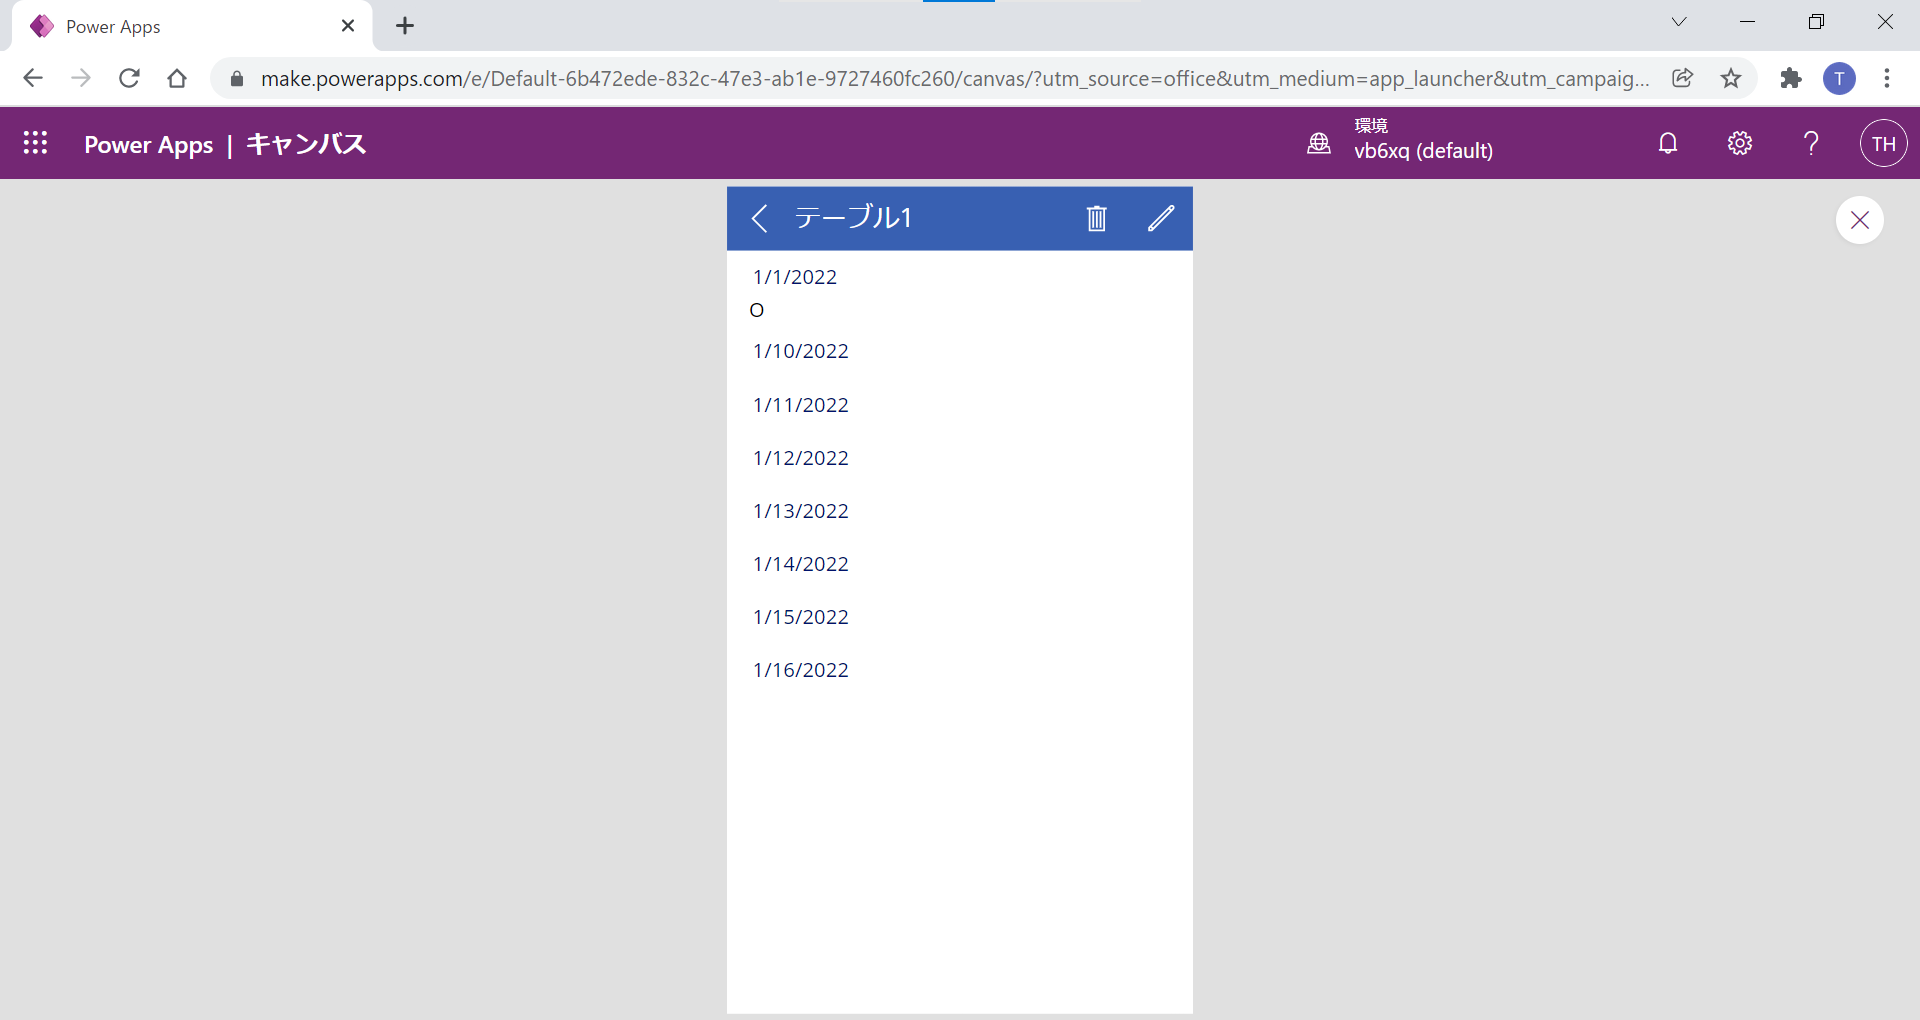 Power Apps
make.powerapps.com/e/Default-6b472ede-832c-47e3-ab1e-9727460fc260/canvas/?utm_source=office&utm_medium=app_launcher&utm_campaig...
T
Power Apps | キャンバス
環境
vb6xq (default)
TH
テーブル1
1/1/2022
O
1/10/2022
1/11/2022
1/12/2022
1/13/2022
1/14/2022
1/15/2022
1/16/2022